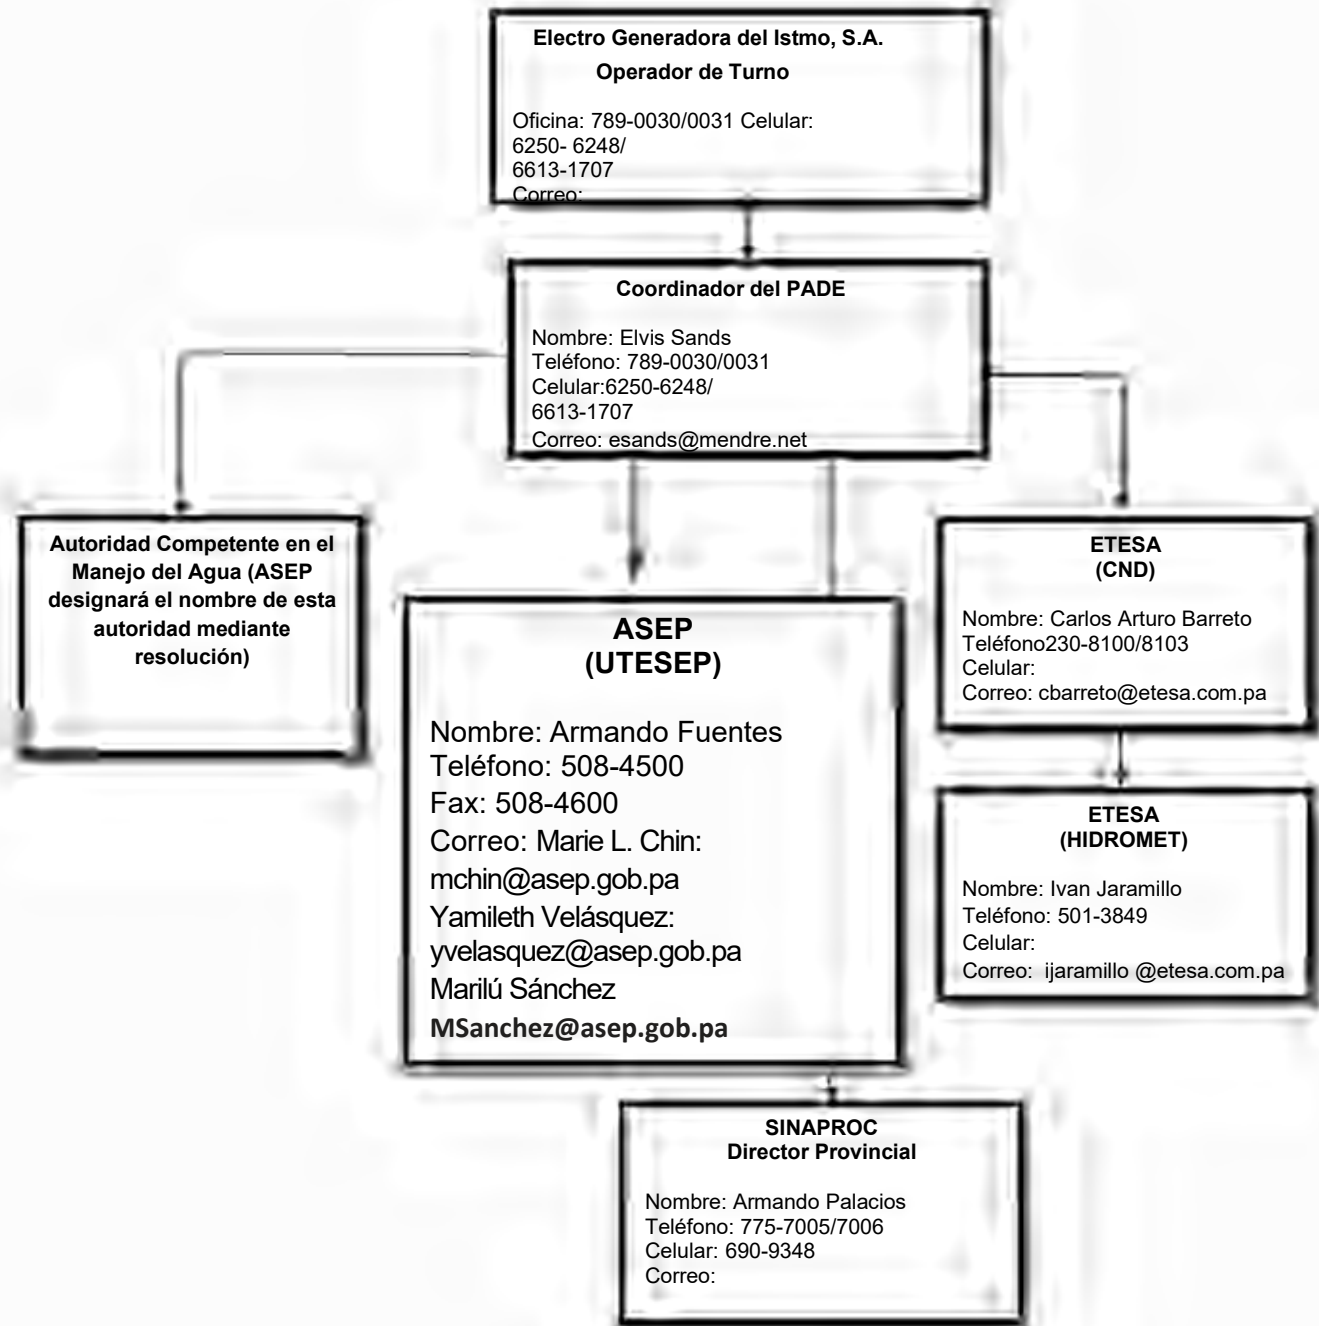 Electro Generadora del Istmo, S.A.
Operador de Turno
Oficina: 789-0030/0031 Celular:
6250- 6248/
6613-1707
Correo:
Coordinador del PADE
Nombre: Elvis Sands
Teléfono: 789-0030/0031
Celular:6250-6248/
6613-1707
Correo: esands@mendre.net
Autoridad Competente en el
Manejo del Agua (ASEP
designará el nombre de esta
autoridad mediante
resolución)
ASEP
(UTESEP)
Nombre: Armando Fuentes
Teléfono: 508-4500
Fax: 508-4600
Correo: Marie L. Chin:
mchin@asep.gob.pa
Yamileth Velásquez:
yvelasquez@asep.gob.pa
Marilú Sánchez
MSanchez@asep.gob.pa
ETESA
(CND)
Nombre: Carlos Arturo Barreto
Teléfono230-8100/8103
Celular:
Correo: cbarreto@etesa.com.pa
ETESA
(HIDROMET)
Nombre: Ivan Jaramillo
Teléfono: 501-3849
Celular:
Correo: ijaramillo @etesa.com.pa
SINAPROC
Director Provincial
Nombre: Armando Palacios
Teléfono: 775-7005/7006
Celular: 690-9348
Correo: